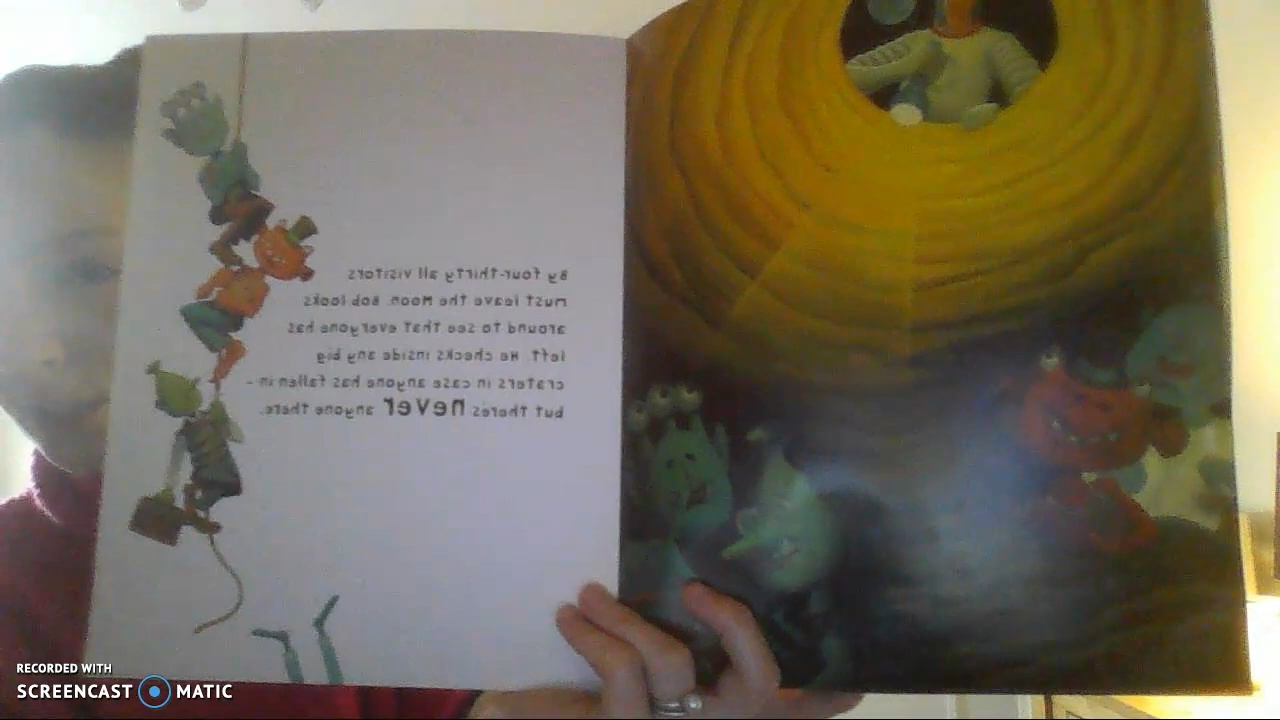 By four-thirty all visitors
must leave the Moon. Bob looks
around to see that everyone has
left. He checks inside any big
craters in case anyone has fallen in –
but there's never anyone there.
RECORDED WITH
SCREENCAST MATIC